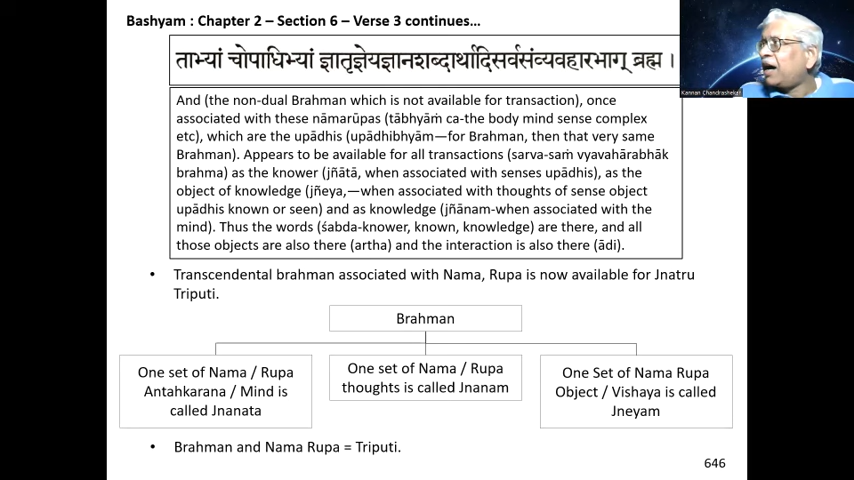 Bashyam : Chapter 2 – Section 6 – Verse 3 continues…
ताभ्यां चोपाधिभ्यां ज्ञातृज्ञेयज्ञानशब्दार्थादिसर्वसंव्यवहारभाग् ब्रह्म ।
Kannan Chandrashekar
And (the non-dual Brahman which is not available for transaction), once
associated with these nāmarūpas (tābhyāṁ ca-the body mind sense complex
etc), which are the upādhis (upādhibhyām—for Brahman, then that very same
Brahman). Appears to be available for all transactions (sarva-saṁ vyavahārabhāk
brahma) as the knower (jñātā, when associated with senses upādhis), as the
object of knowledge (jñeya,—when associated with thoughts of sense object
upādhis known or seen) and as knowledge (jñānam-when associated with the
mind). Thus the words (śabda-knower, known, knowledge) are there, and all
those objects are also there (artha) and the interaction is also there (ādi).
• Transcendental brahman associated with Nama, Rupa is now available for Jnatru
Triputi.
Brahman
One set of Nama / Rupa
Antahkarana / Mind is
called Jnanata
One set of Nama / Rupa
thoughts is called Jnanam
One Set of Nama Rupa
Object / Vishaya is called
Jneyam
• Brahman and Nama Rupa = Triputi.
646